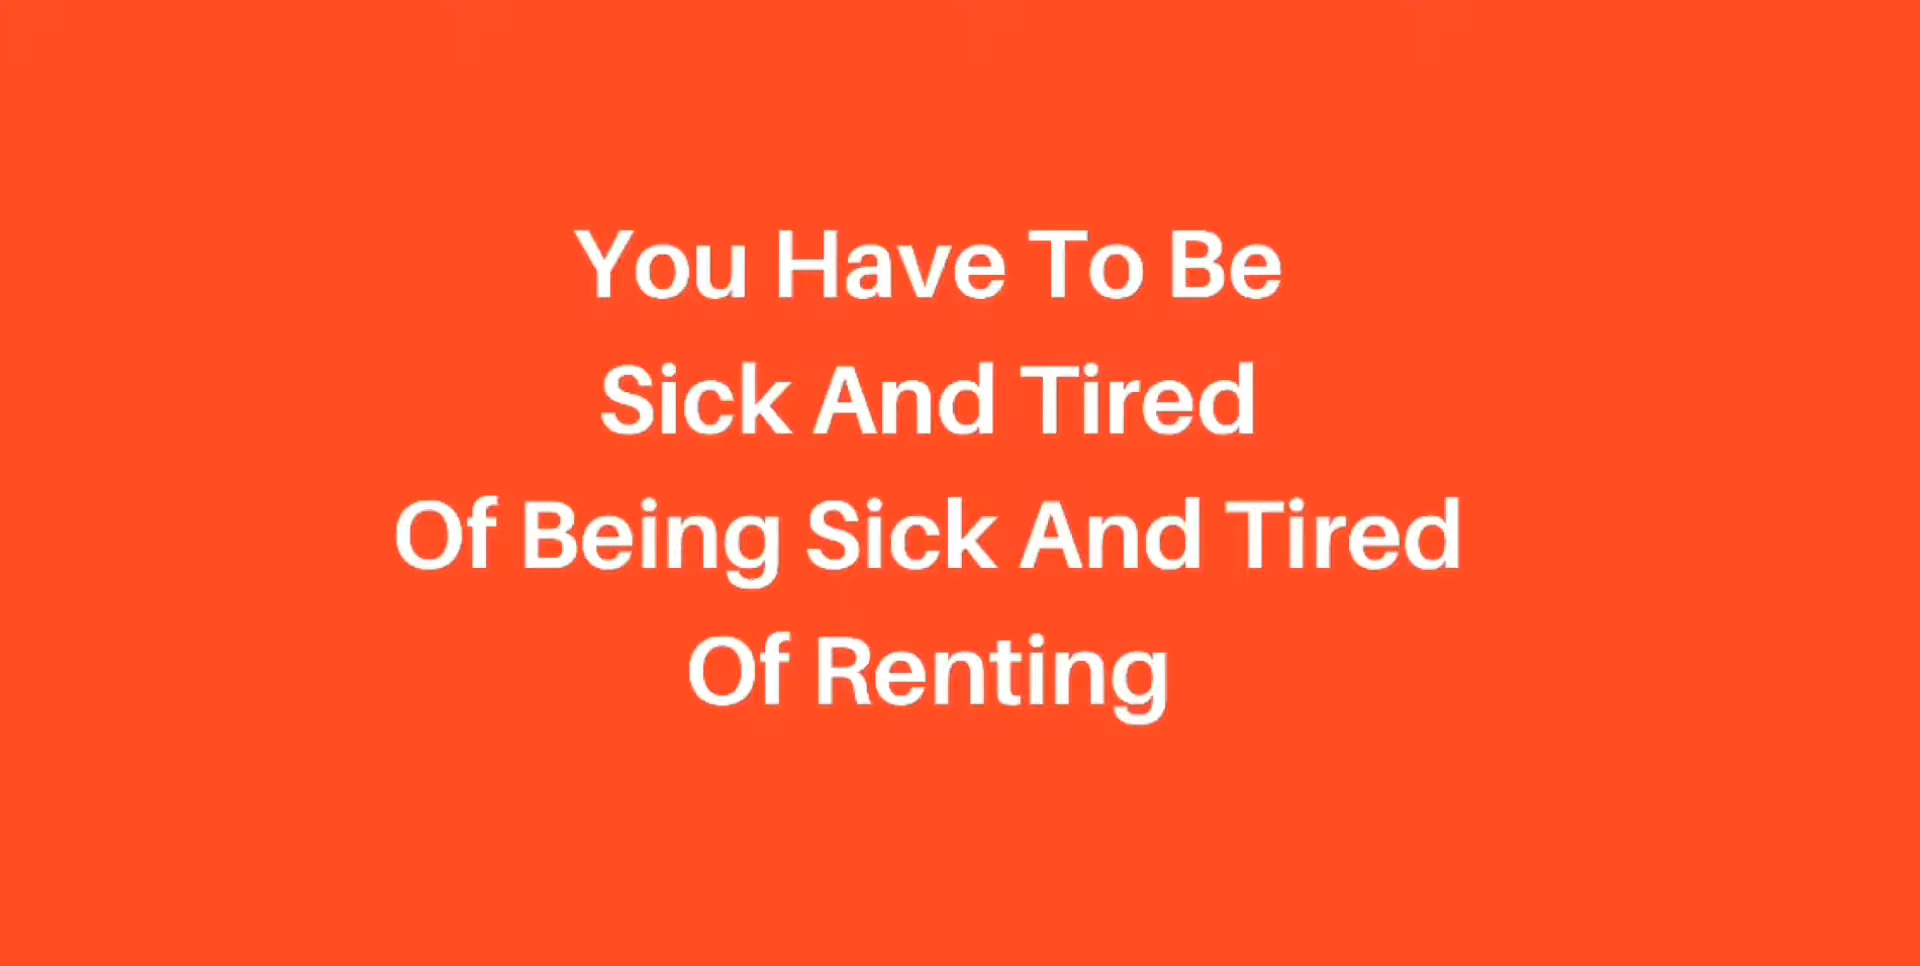 You Have To Be
Sick And Tired
Of Being Sick And Tired
Of Renting